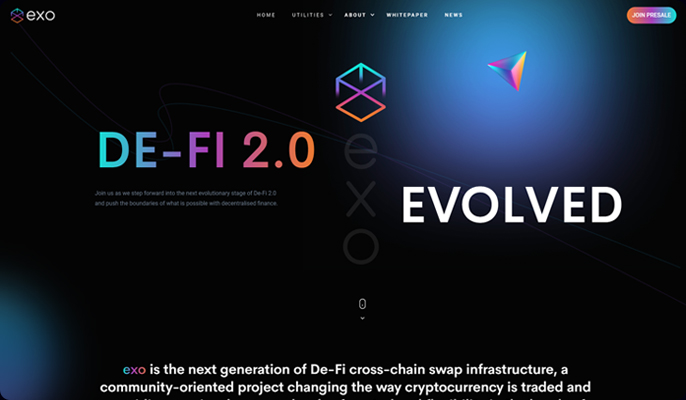 exo
HOME UTILITIES ABOUT WHITEPAPER NEWS
JOIN PRESALE
DE-FI 2.0
Join us as we step forward into the next evolutionary stage of De-Fi 2.0
and push the boundaries of what is possible with decentralised finance.
exo
EVOLVED
exo is the next generation of De-Fi cross-chain swap infrastructure, a
community-oriented project changing the way cryptocurrency is traded and